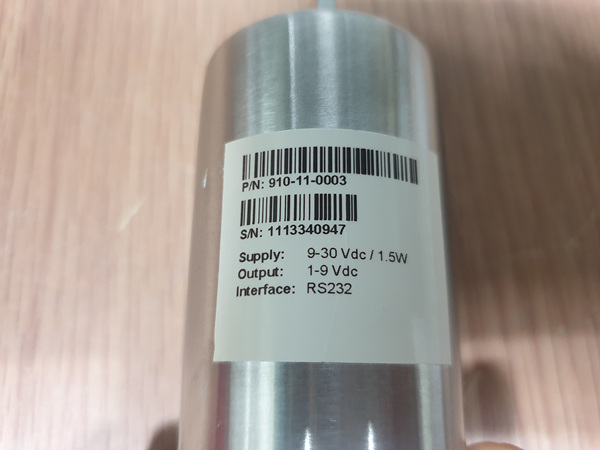 P/N: 910-11-0003
S/N: 1113340947
Supply: 9-30 Vdc / 1.5W
Output: 1-9 Vdc
Interface: RS232